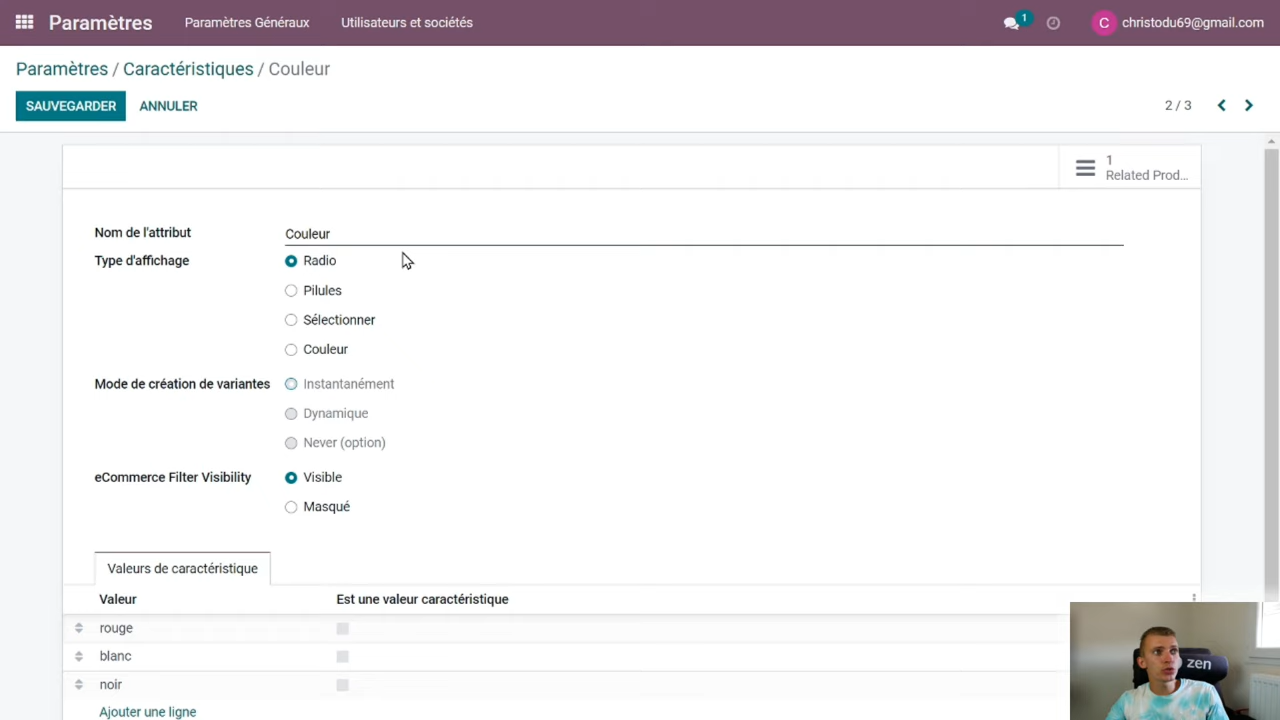 Paramètres Paramètres Généraux Utilisateurs et sociétés 1 C christodu69@gmail.com
Paramètres / Caractéristiques / Couleur
SAUVEGARDER ANNULER 2 / 3
1
Related Prod...
Nom de l'attribut Couleur
Type d'affichage Radio
Pilules
Sélectionner
Couleur
Mode de création de variantes Instantanément
Dynamique
Never (option)
eCommerce Filter Visibility Visible
Masqué
Valeurs de caractéristique
Valeur Est une valeur caractéristique
rouge
blanc
noir
Ajouter une ligne
zen